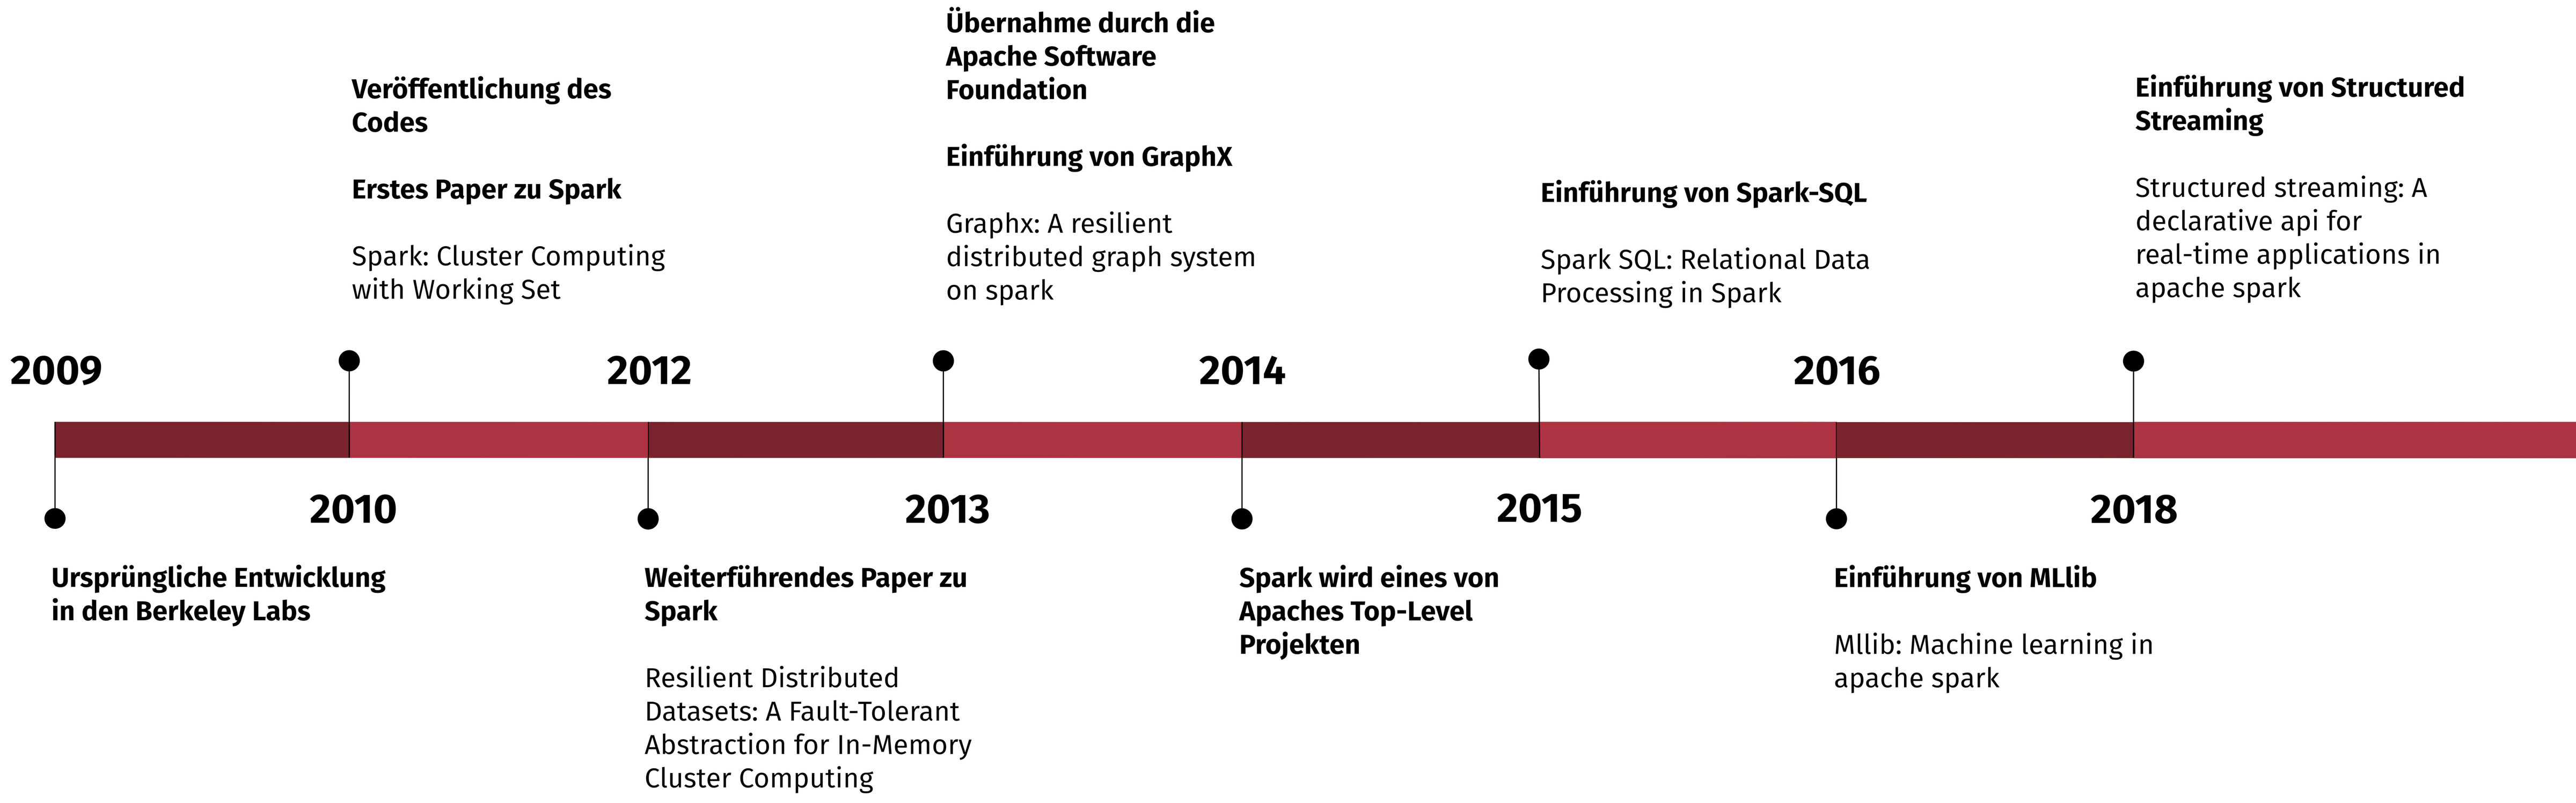 2009
Ursprüngliche Entwicklung
in den Berkeley Labs
Veröffentlichung des
Codes
Erstes Paper zu Spark
Spark: Cluster Computing
with Working Set
2010
2012
Weiterführendes Paper zu
Spark
Resilient Distributed
Datasets: A Fault-Tolerant
Abstraction for In-Memory
Cluster Computing
Übernahme durch die
Apache Software
Foundation
Einführung von GraphX
Graphx: A resilient
distributed graph system
on spark
2013
2014
Spark wird eines von
Apaches Top-Level
Projekten
Einführung von Spark-SQL
Spark SQL: Relational Data
Processing in Spark
2015
2016
Einführung von MLlib
Mllib: Machine learning in
apache spark
Einführung von Structured
Streaming
Structured streaming: A
declarative api for
real-time applications in
apache spark
2018